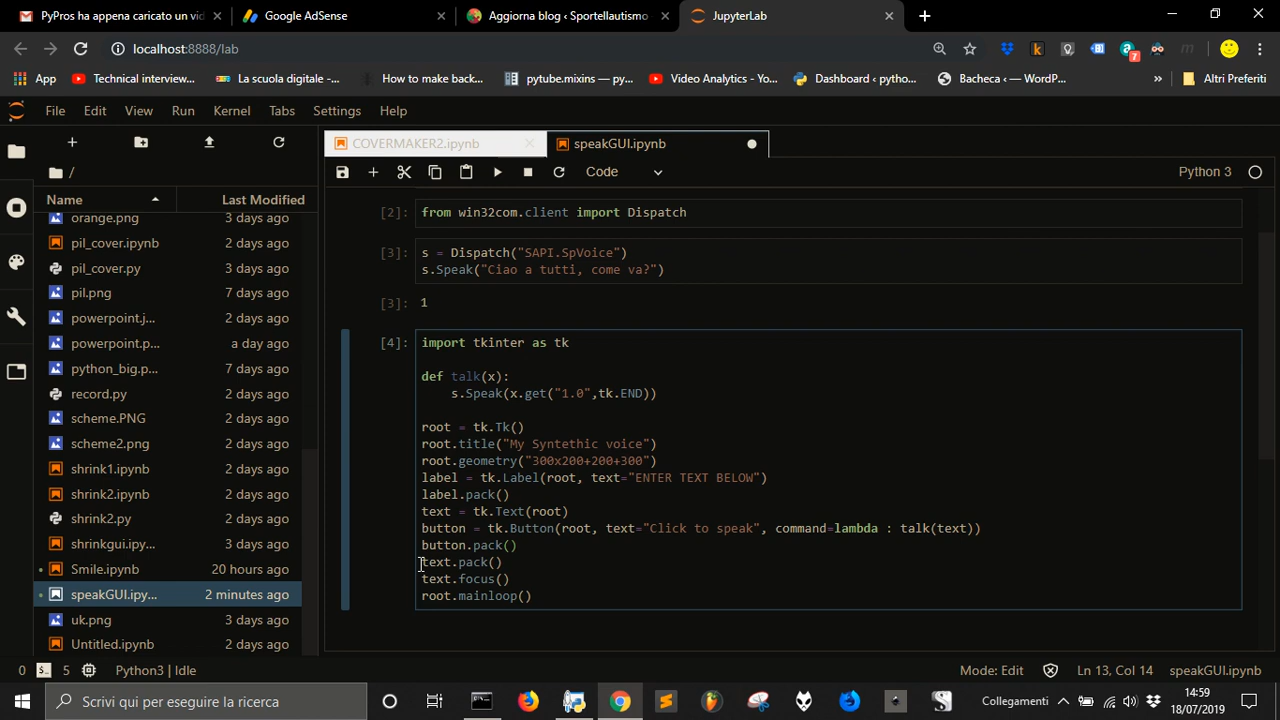 PyPros ha appena caricato un vid
Google AdSense
Aggiorna blog ‹ Sportellautismo
JupyterLab
localhost:8888/lab
7
App
Technical interview...
La scuola digitale -...
How to make back...
pytube.mixins — py...
Video Analytics - Yo...
Dashboard ‹ pytho...
Bacheca ‹ — WordP...
»
Altri Preferiti
File Edit View Run Kernel Tabs Settings Help
COVERMAKER2.ipynb
speakGUI.ipynb
/
Code
Python 3
Name
Last Modified
orange.png 3 days ago
pil_cover.ipynb 2 days ago
pil_cover.py 3 days ago
pil.png 7 days ago
powerpoint.j... 2 days ago
powerpoint.p... a day ago
python_big.p... 7 days ago
record.py 2 days ago
scheme.PNG 2 days ago
scheme2.png 2 days ago
shrink1.ipynb 2 days ago
shrink2.ipynb 2 days ago
shrink2.py 2 days ago
shrinkgui.ipy... 2 days ago
Smile.ipynb 20 hours ago
speakGUI.ipy... 2 minutes ago
uk.png 3 days ago
Untitled.ipynb 2 days ago
[2]: from win32com.client import Dispatch
[3]: s = Dispatch("SAPI.SpVoice")
s.Speak("Ciao a tutti, come va?")
[3]: 1
[4]: import tkinter as tk
def talk(x):
s.Speak(x.get("1.0",tk.END))
root = tk.Tk()
root.title("My Syntethic voice")
root.geometry("300x200+200+300")
label = tk.Label(root, text="ENTER TEXT BELOW")
label.pack()
text = tk.Text(root)
button = tk.Button(root, text="Click to speak", command=lambda : talk(text))
button.pack()
text.pack()
text.focus()
root.mainloop()
0 5 Python3 | Idle
Mode: Edit
Ln 13, Col 14
speakGUI.ipynb
Scrivi qui per eseguire la ricerca
Collegamenti
4:59
18/07/2019